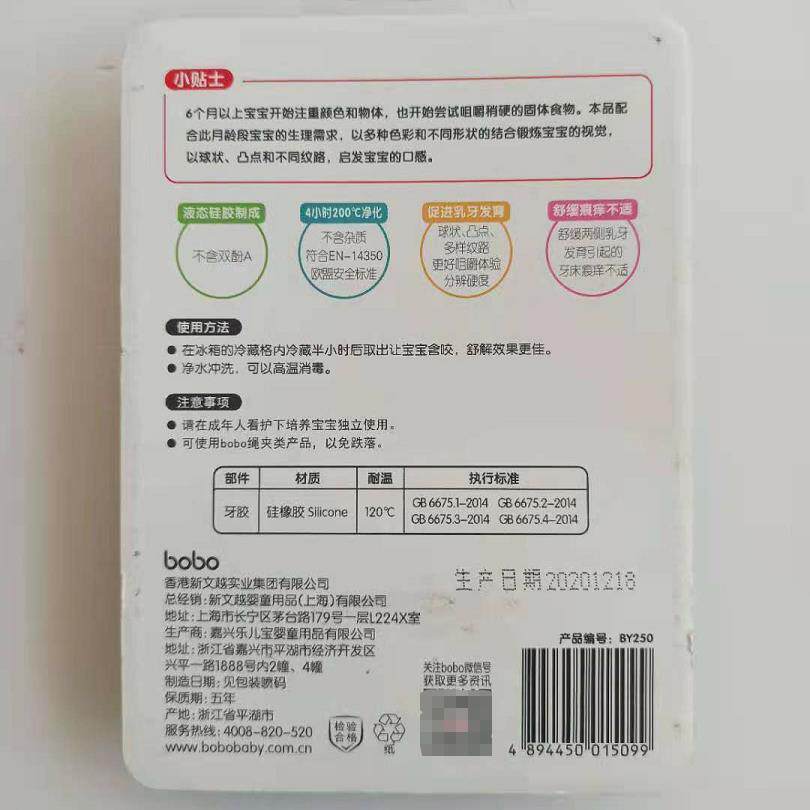 小贴士
6个月以上宝宝开始注重颜色和物体，也开始尝试咀嚼稍硬的固体食物。本品配
合此月龄段宝宝的生理需求，以多种色彩和不同形状的结合锻炼宝宝的视觉，
以球状、凸点和不同纹路，启发宝宝的口感。
液态硅胶制成
不含双酚A
4小时200℃净化
不含杂质
符合EN-14350
欧盟安全标准
促进乳牙发育
球状、凸点、
多样纹路
更好咀嚼体验
分辨硬度
舒缓痕痒不适
舒缓两侧乳牙
发育引起的
牙床痕痒不适
使用方法
● 在冰箱的冷藏格内冷藏半小时后取出让宝宝含咬，舒解效果更佳。
● 净水冲洗，可以高温消毒。
注意事项
● 请在成年人看护下培养宝宝独立使用。
● 可使用bobo绳夹类产品，以免跌落。
部件 材质 耐温 执行标准
牙胶 硅橡胶 Silicone 120℃ GB 6675.1-2014 GB 6675.2-2014
GB 6675.3-2014 GB 6675.4-2014
bobo
香港新文越实业集团有限公司
总经销:新文越婴童用品(上海)有限公司
地址:上海市长宁区茅台路179号一层L224X室
生产商:嘉兴乐儿宝婴童用品有限公司
地址:浙江省嘉兴市平湖市经济开发区
兴平一路1888号内2幢、4幢
制造日期:见包装喷码
保质期:五年
产地:浙江省平湖市
服务热线:4008-820-520
www.bobobaby.com.cn
生产日期20201218
检验
合格
纸
关注bobo微信号
获取更多资讯
产品编号: BY250
4 894450 015099